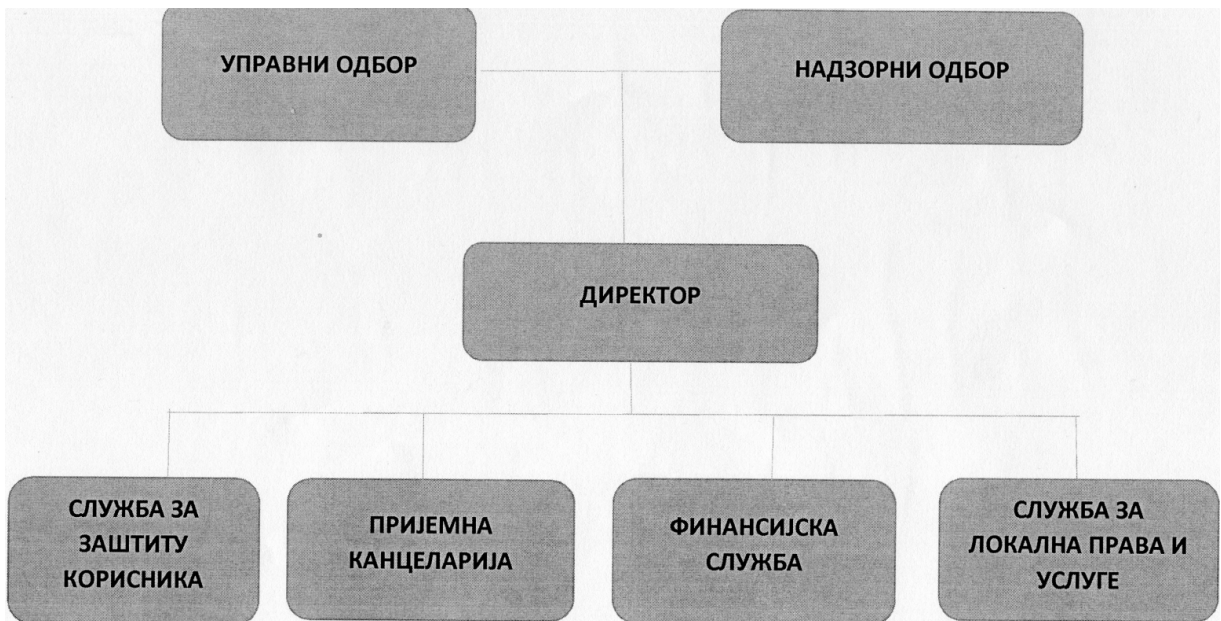 УПРАВНИ ОДБОР
НАДЗОРНИ ОДБОР
ДИРЕКТОР
СЛУЖБА ЗА
ЗАШТИТУ
КОРИСНИКА
ПРИЈЕМНА
КАНЦЕЛАРИЈА
ФИНАНСИЈСКА
СЛУЖБА
СЛУЖБА ЗА
ЛОКАЛНА ПРАВА И
УСЛУГЕ